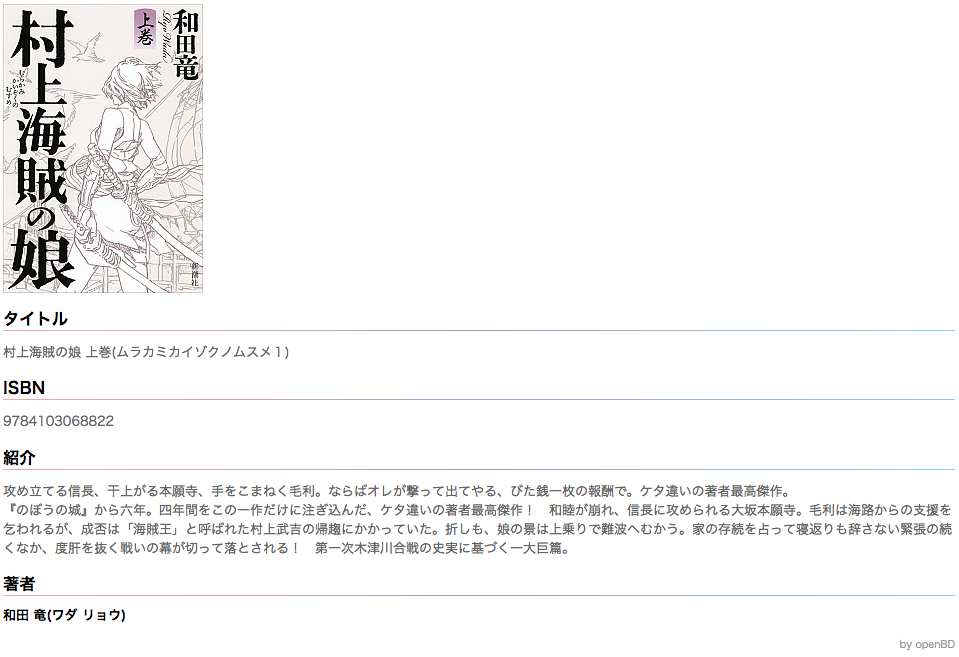 和田竜
Ryo Wada
上巻
村上海賊の娘
むらかみ
かいぞくの
むすめ
新潮社
タイトル
村上海賊の娘 上巻(ムラカミカイゾクノムスメ１)
ISBN
9784103068822
紹介
攻め立てる信長、干上がる本願寺、手をこまねく毛利。ならばオレが撃って出てやる、びた銭一枚の報酬で。ケタ違いの著者最高傑作。
『のぼうの城』から六年。四年間をこの一作だけに注ぎ込んだ、ケタ違いの著者最高傑作！　和睦が崩れ、信長に攻められる大坂本願寺。毛利は海路からの支援を
乞われるが、成否は「海賊王」と呼ばれた村上武吉の帰趨にかかっていた。折しも、娘の景は上乗りで難波へむかう。家の存続を占って寝返りも辞さない緊張の続
くなか、度肝を抜く戦いの幕が切って落とされる！　第一次木津川合戦の史実に基づく一大巨篇。
著者
和田 竜(ワダ リョウ)
by openBD